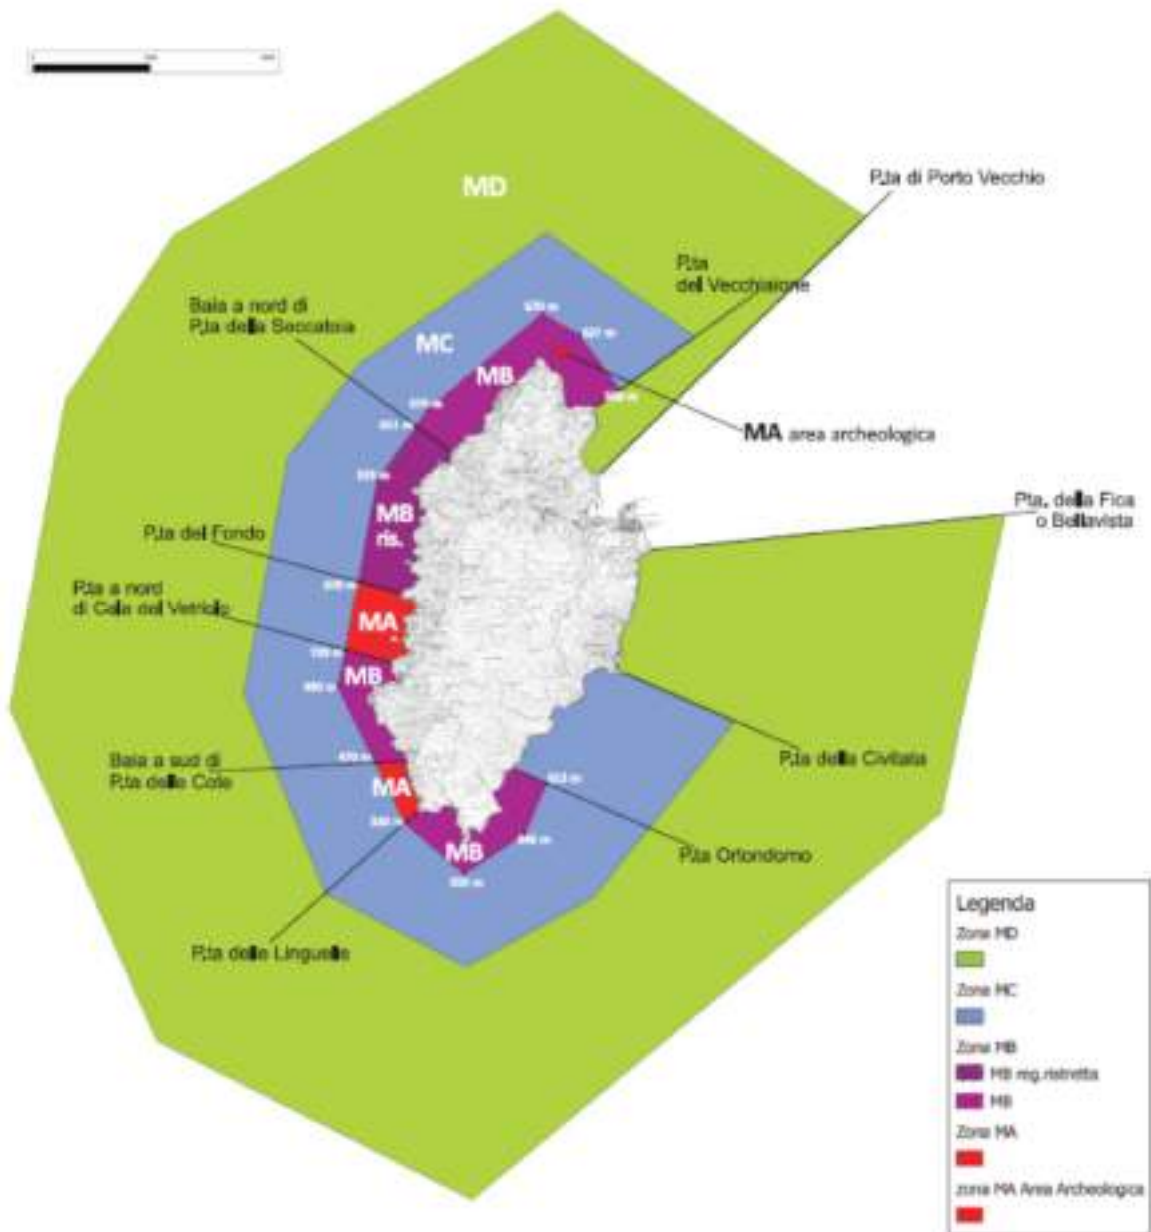 MD
P.ta di Porto Vecchio
P.ta
del Vecchiaione
Baia a nord di
P.ta della Seccatoia
MC
MB
MA area archeologica
Pta. della Fica
o Bellavista
MB
ris.
P.ta del Fondo
P.ta a nord
di Cala del Vetriolo
MA
MB
Baia a sud di
P.ta delle Cote
MA
P.ta della Civitata
MB
P.ta Ortondomo
P.ta delle Linguelle
Legenda
Zona MD
Zona MC
Zona MB
MB reg.ristretta
MB
Zona MA
zona MA Area Archeologica